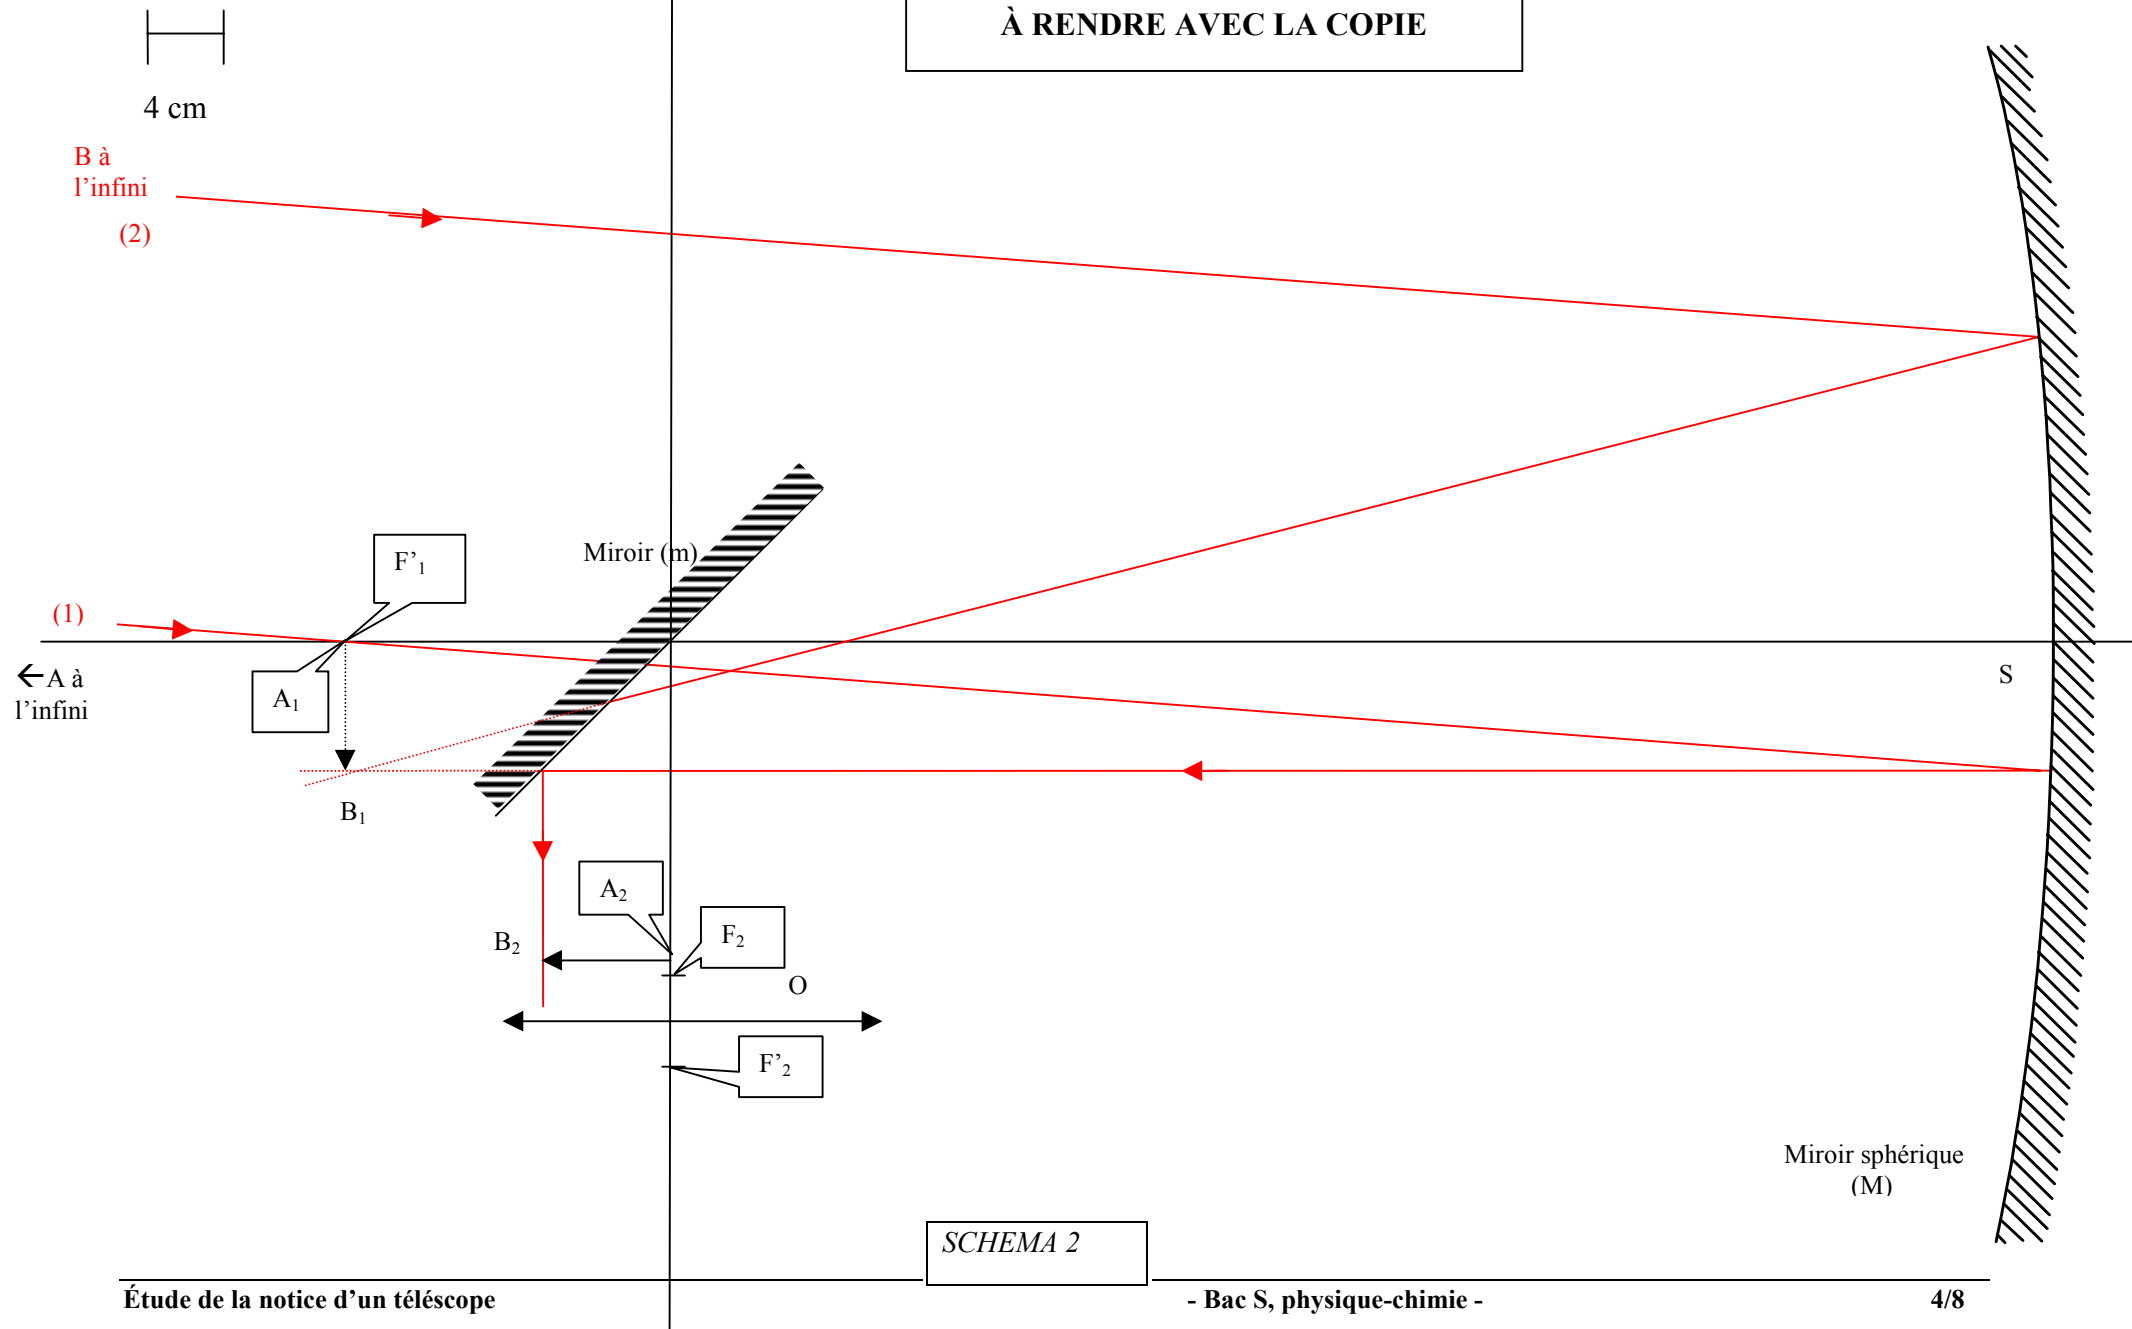 À RENDRE AVEC LA COPIE
4 cm
B à
l’infini
(2)
Miroir (m)
F’1
(1)
←A à
l’infini
A1
S
B1
A2
F2
B2
O
F’2
Miroir sphérique
(M)
SCHEMA 2
Étude de la notice d’un téléscope - Bac S, physique-chimie - 4/8